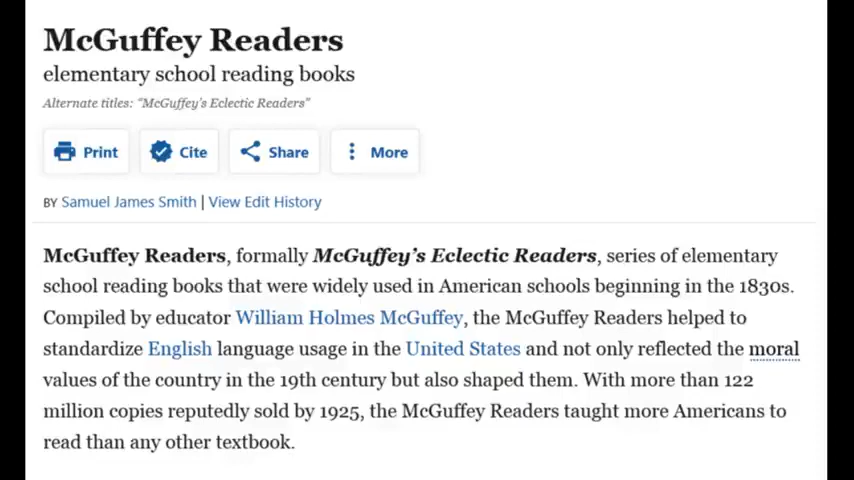 McGuffey Readers
elementary school reading books
Alternate titles: "McGuffey's Eclectic Readers"
Print Cite Share More
BY Samuel James Smith | View Edit History
McGuffey Readers, formally McGuffey's Eclectic Readers, series of elementary
school reading books that were widely used in American schools beginning in the 1830s.
Compiled by educator William Holmes McGuffey, the McGuffey Readers helped to
standardize English language usage in the United States and not only reflected the moral
values of the country in the 19th century but also shaped them. With more than 122
million copies reputedly sold by 1925, the McGuffey Readers taught more Americans to
read than any other textbook.